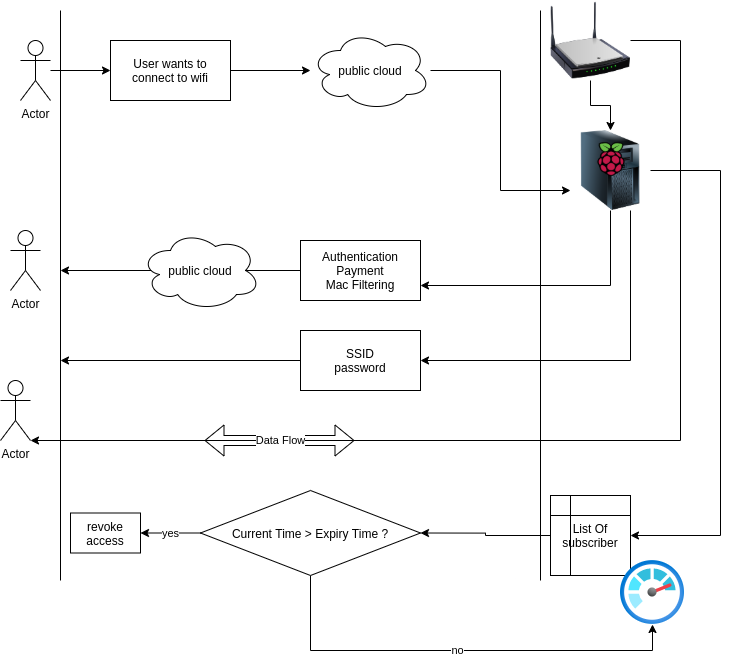 User wants to
connect to wifi
public cloud
Actor
Authentication
Payment
Mac Filtering
public cloud
Actor
SSID
password
Data Flow
Actor
List Of
subscriber
Current Time > Expiry Time ?
yes
revoke
access
no